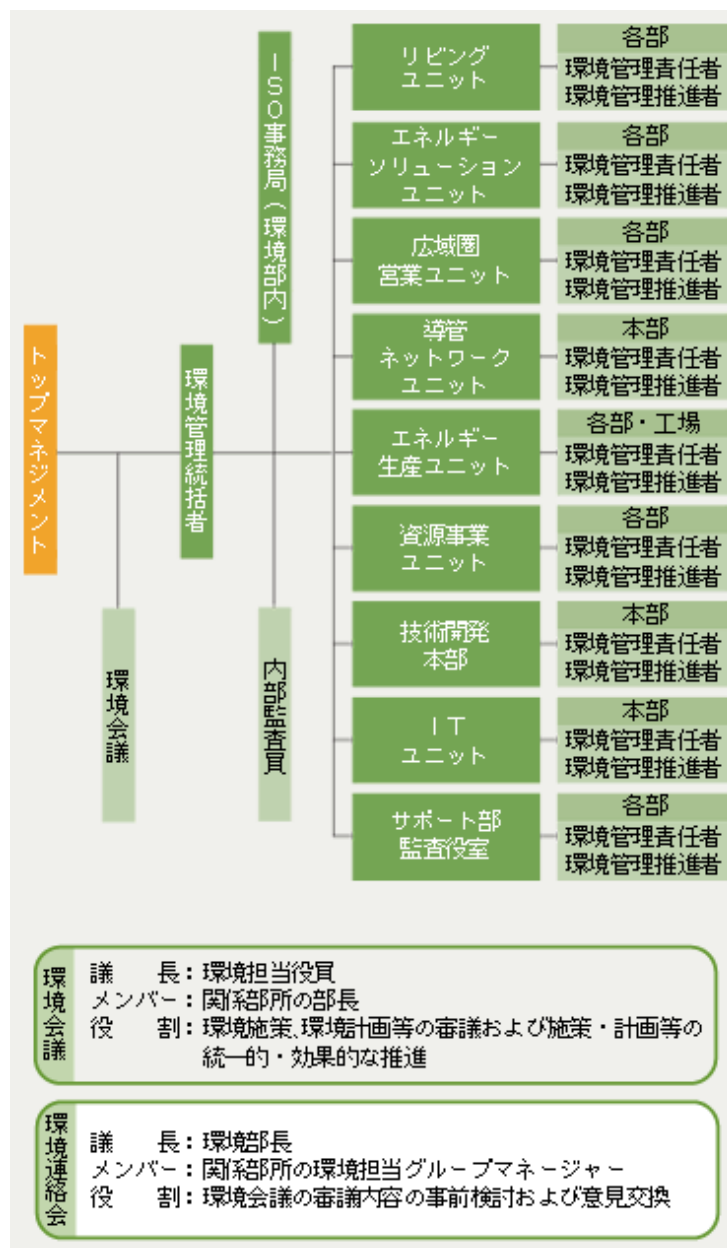 トップマネジメント
環境会議
環境管理統括者
ISO事務局(環境部内)
内部監査員
リビング
ユニット
各部
環境管理責任者
環境管理推進者
エネルギー
ソリューション
ユニット
各部
環境管理責任者
環境管理推進者
広域圏
営業ユニット
各部
環境管理責任者
環境管理推進者
導管
ネットワーク
ユニット
本部
環境管理責任者
環境管理推進者
エネルギー
生産ユニット
各部・工場
環境管理責任者
環境管理推進者
資源事業
ユニット
各部
環境管理責任者
環境管理推進者
技術開発
本部
本部
環境管理責任者
環境管理推進者
IT
ユニット
本部
環境管理責任者
環境管理推進者
サポート部
監査役室
各部
環境管理責任者
環境管理推進者
環境会議
議 長:環境担当役員
メンバー:関係部所の部長
役 割:環境施策、環境計画等の審議および施策・計画等の
統一的・効果的な推進
環境連絡会
議 長:環境部長
メンバー:関係部所の環境担当グループマネージャー
役 割:環境会議の審議内容の事前検討および意見交換